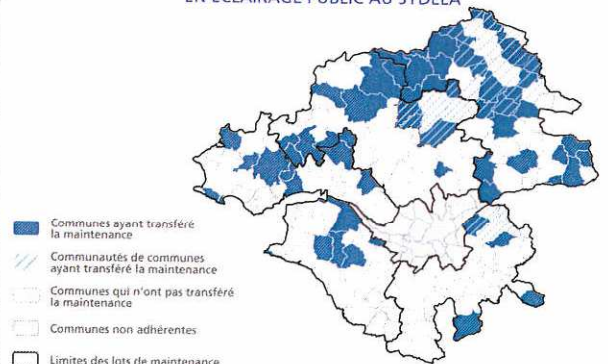 EN ECLAIRAGE PUBLIC AU SYDELA
Communes ayant transféré
la maintenance
Communautés de communes
ayant transféré la maintenance
Communes qui n'ont pas transféré
la maintenance
Communes non adhérentes
Limites des lots de maintenance